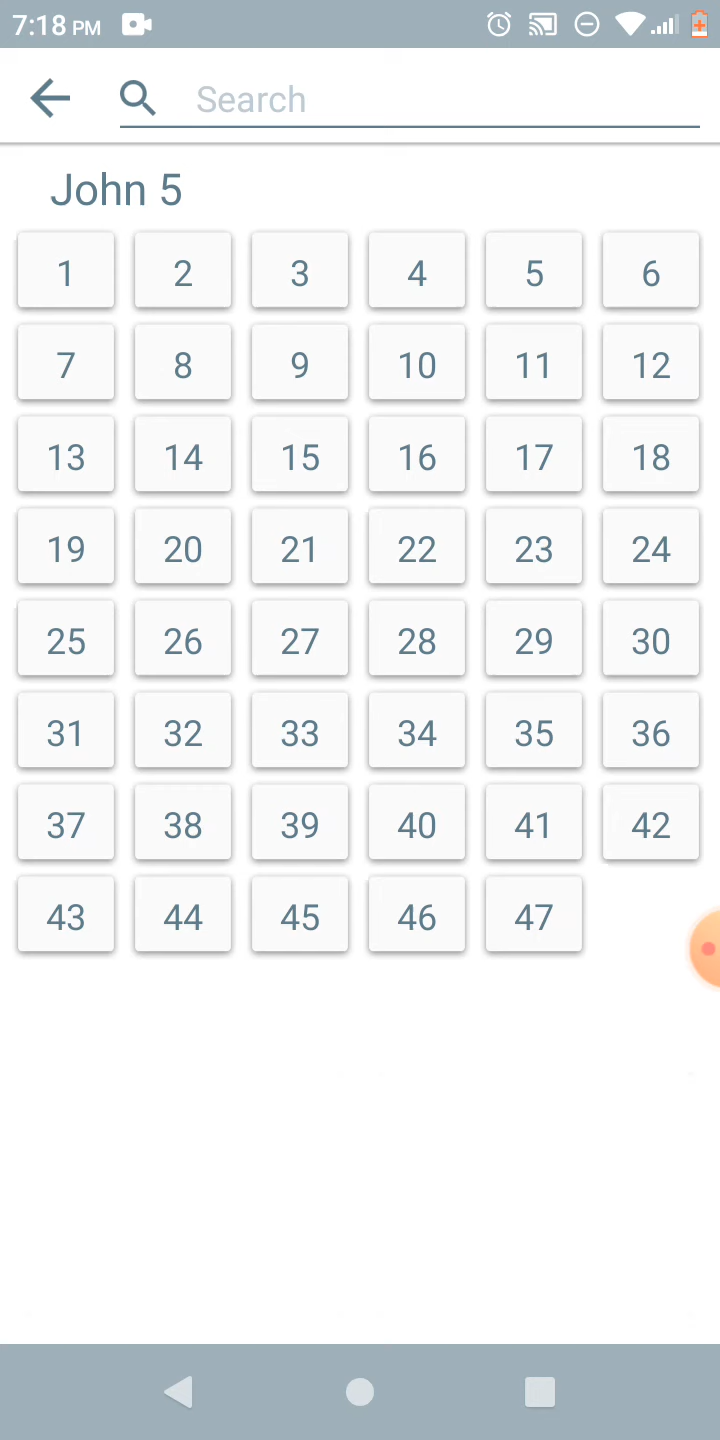 7:18 PM
Search
John 5
1 2 3 4 5 6
7 8 9 10 11 12
13 14 15 16 17 18
19 20 21 22 23 24
25 26 27 28 29 30
31 32 33 34 35 36
37 38 39 40 41 42
43 44 45 46 47